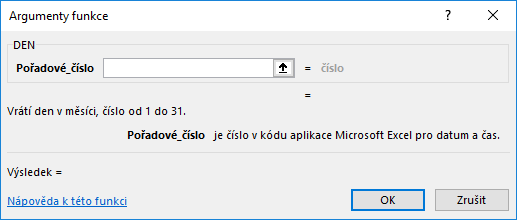 Argumenty funkce ? ×
DEN
Pořadové_číslo = číslo
=
Vrátí den v měsíci, číslo od 1 do 31.
Pořadové_číslo je číslo v kódu aplikace Microsoft Excel pro datum a čas.
Výsledek =
Nápověda k této funkci OK Zrušit